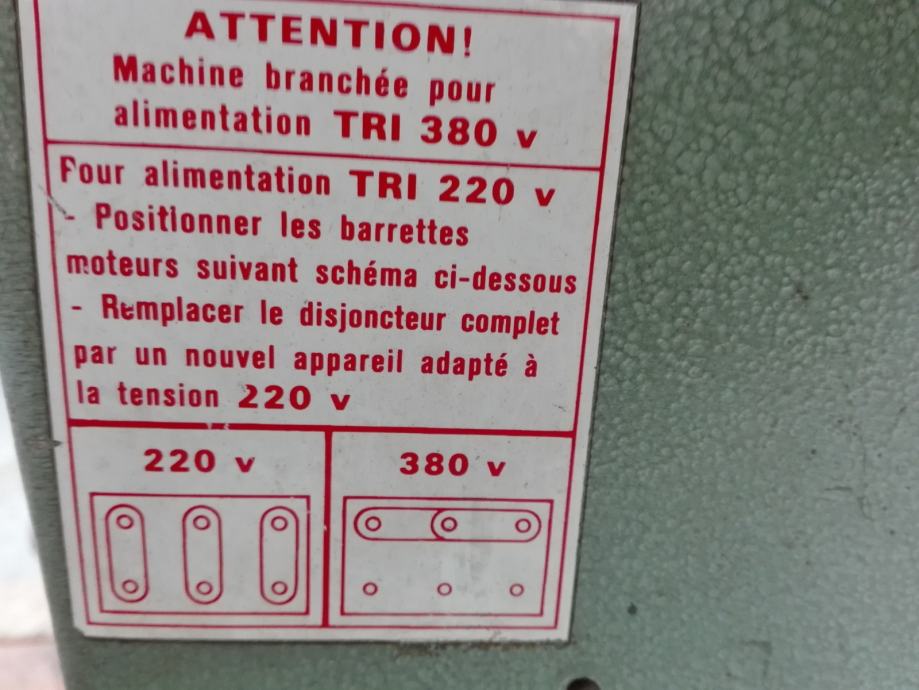 ATTENTION!
Machine branchée pour
alimentation TRI 380 v
Pour alimentation TRI 220 v
- Positionner les barrettes
moteurs suivant schéma ci-dessous
- Remplacer le disjoncteur complet
par un nouvel appareil adapté à
la tension 220 v
220 v
380 v